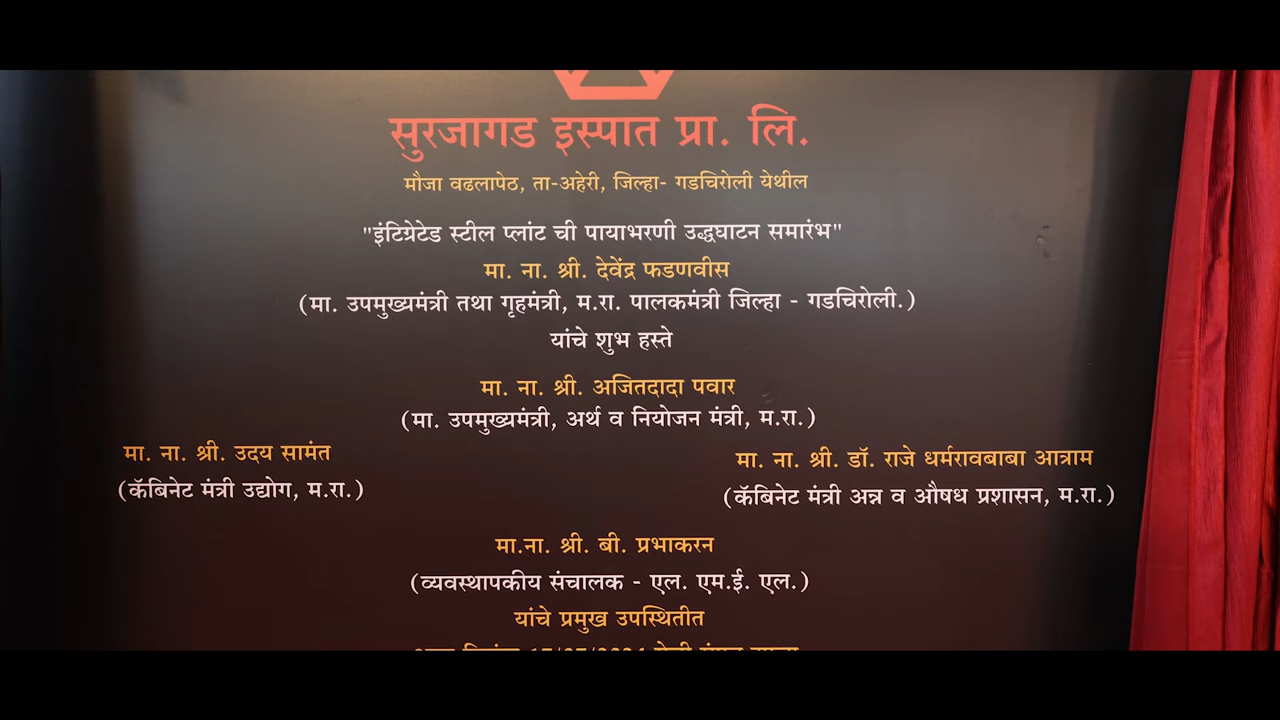 सुरजागड इस्पात प्रा. लि.
मौजा वढलापेठ, ता-अहेरी, जिल्हा- गडचिरोली येथील
"इंटिग्रेटेड स्टील प्लांट ची पायाभरणी उद्धघाटन समारंभ"
मा. ना. श्री. देवेंद्र फडणवीस
(मा. उपमुख्यमंत्री तथा गृहमंत्री, म.रा. पालकमंत्री जिल्हा - गडचिरोली.)
यांचे शुभ हस्ते
मा. ना. श्री. अजितदादा पवार
(मा. उपमुख्यमंत्री, अर्थ व नियोजन मंत्री, म.रा.)
मा. ना. श्री. उदय सामंत
(कॅबिनेट मंत्री उद्योग, म.रा.)
मा. ना. श्री. डॉ. राजे धर्मरावबाबा आत्राम
(कॅबिनेट मंत्री अन्न व औषध प्रशासन, म.रा.)
मा.ना. श्री. बी. प्रभाकरन
(व्यवस्थापकीय संचालक - एल. एम.ई. एल.)
यांचे प्रमुख उपस्थितीत